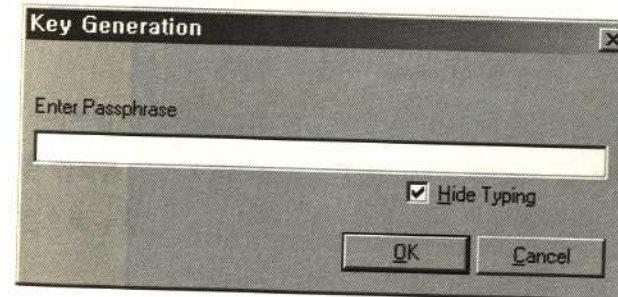 Key Generation
Enter Passphrase
Hide Typing
OK
Cancel